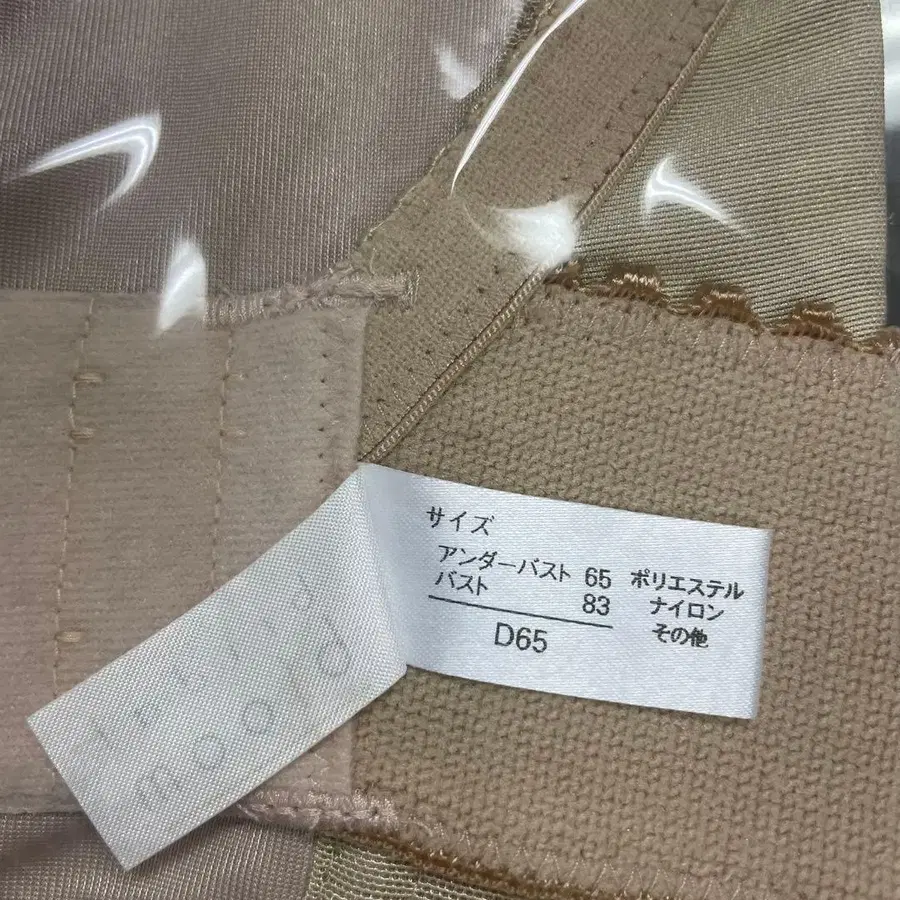 サイズ
アンダーバスト 65 ポリエステル
バスト 83 ナイロン
D65 その他